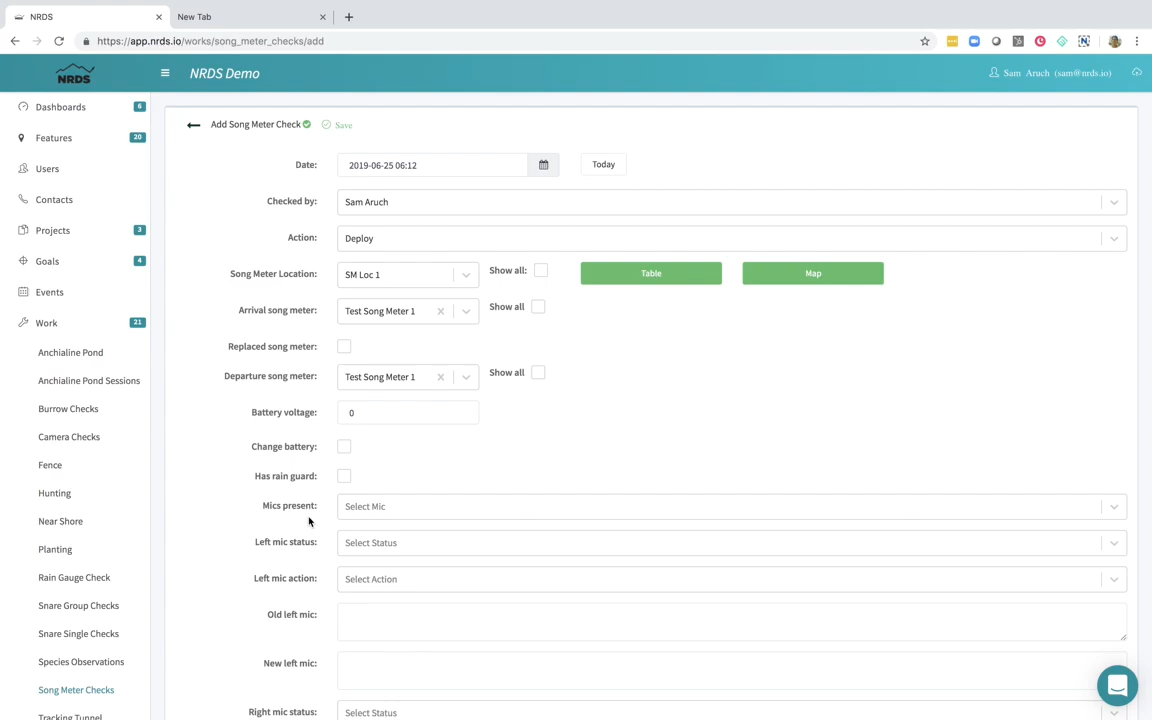 NRDS
New Tab
https://app.nrds.io/works/song_meter_checks/add
NRDS
NRDS Demo
Sam Aruch (sam@nrds.io)
Dashboards 6
Features 20
Users
Contacts
Projects 3
Goals 4
Events
Work 21
Anchialine Pond
Anchialine Pond Sessions
Burrow Checks
Camera Checks
Fence
Hunting
Near Shore
Planting
Rain Gauge Check
Snare Group Checks
Snare Single Checks
Species Observations
Song Meter Checks
Tracking Tunnel
Add Song Meter Check Save
Date: 2019-06-25 06:12 Today
Checked by: Sam Aruch
Action: Deploy
Song Meter Location: SM Loc 1 Show all: Table Map
Arrival song meter: Test Song Meter 1 Show all
Replaced song meter:
Departure song meter: Test Song Meter 1 Show all
Battery voltage: 0
Change battery:
Has rain guard:
Mics present: Select Mic
Left mic status: Select Status
Left mic action: Select Action
Old left mic:
New left mic:
Right mic status: Select Status